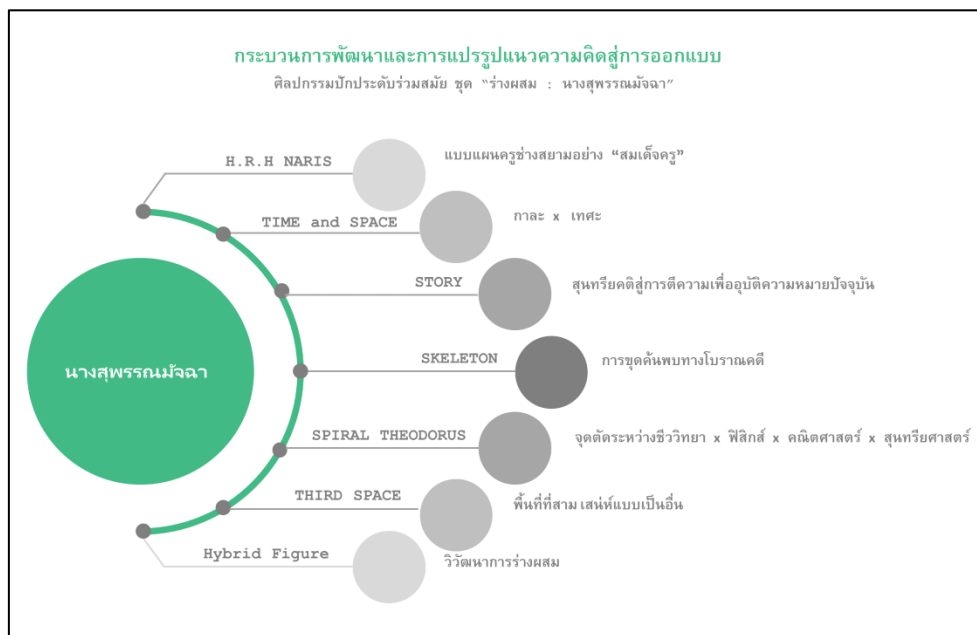 กระบวนการพัฒนาและการแปรรูปแนวความคิดสู่การออกแบบ
ศิลปกรรมปักประดับร่วมสมัย ชุด "ร่างผสม : นางสุพรรณมัจฉา"
H.R.H NARIS
แบบแผนครูช่างสยามอย่าง "สมเด็จครู"
TIME and SPACE
กาละ x เทศะ
STORY
สุนทรียคติสู่การตีความเพื่ออุบัติความหมายปัจจุบัน
นางสุพรรณมัจฉา
SKELETON
การขุดค้นพบทางโบราณคดี
SPIRAL THEODORUS
จุดตัดระหว่างชีววิทยา x ฟิสิกส์ x คณิตศาสตร์ x สุนทรียศาสตร์
THIRD SPACE
พื้นที่ที่สาม เสน่ห์แบบเป็นอื่น
Hybrid Figure
วิวัฒนาการร่างผสม